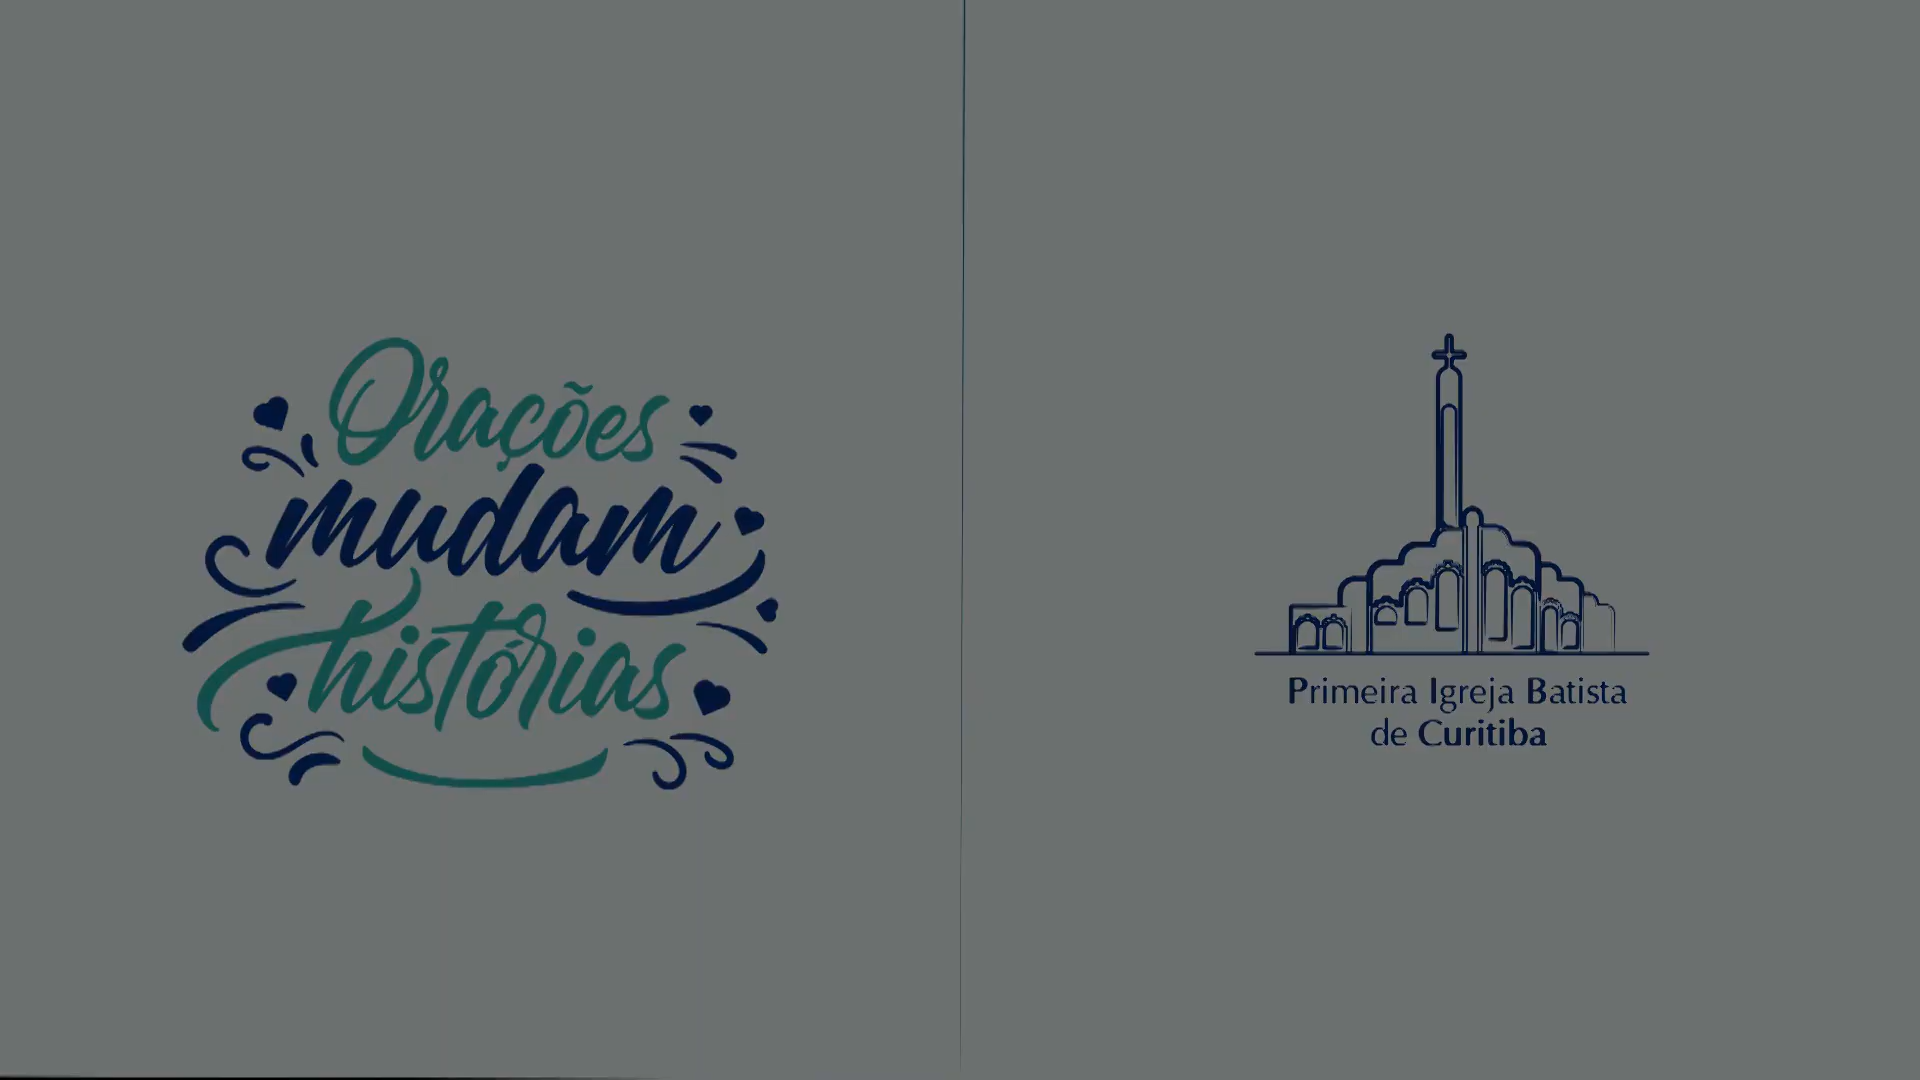 Orações
mudam
histórias
Primeira Igreja Batista
de Curitiba